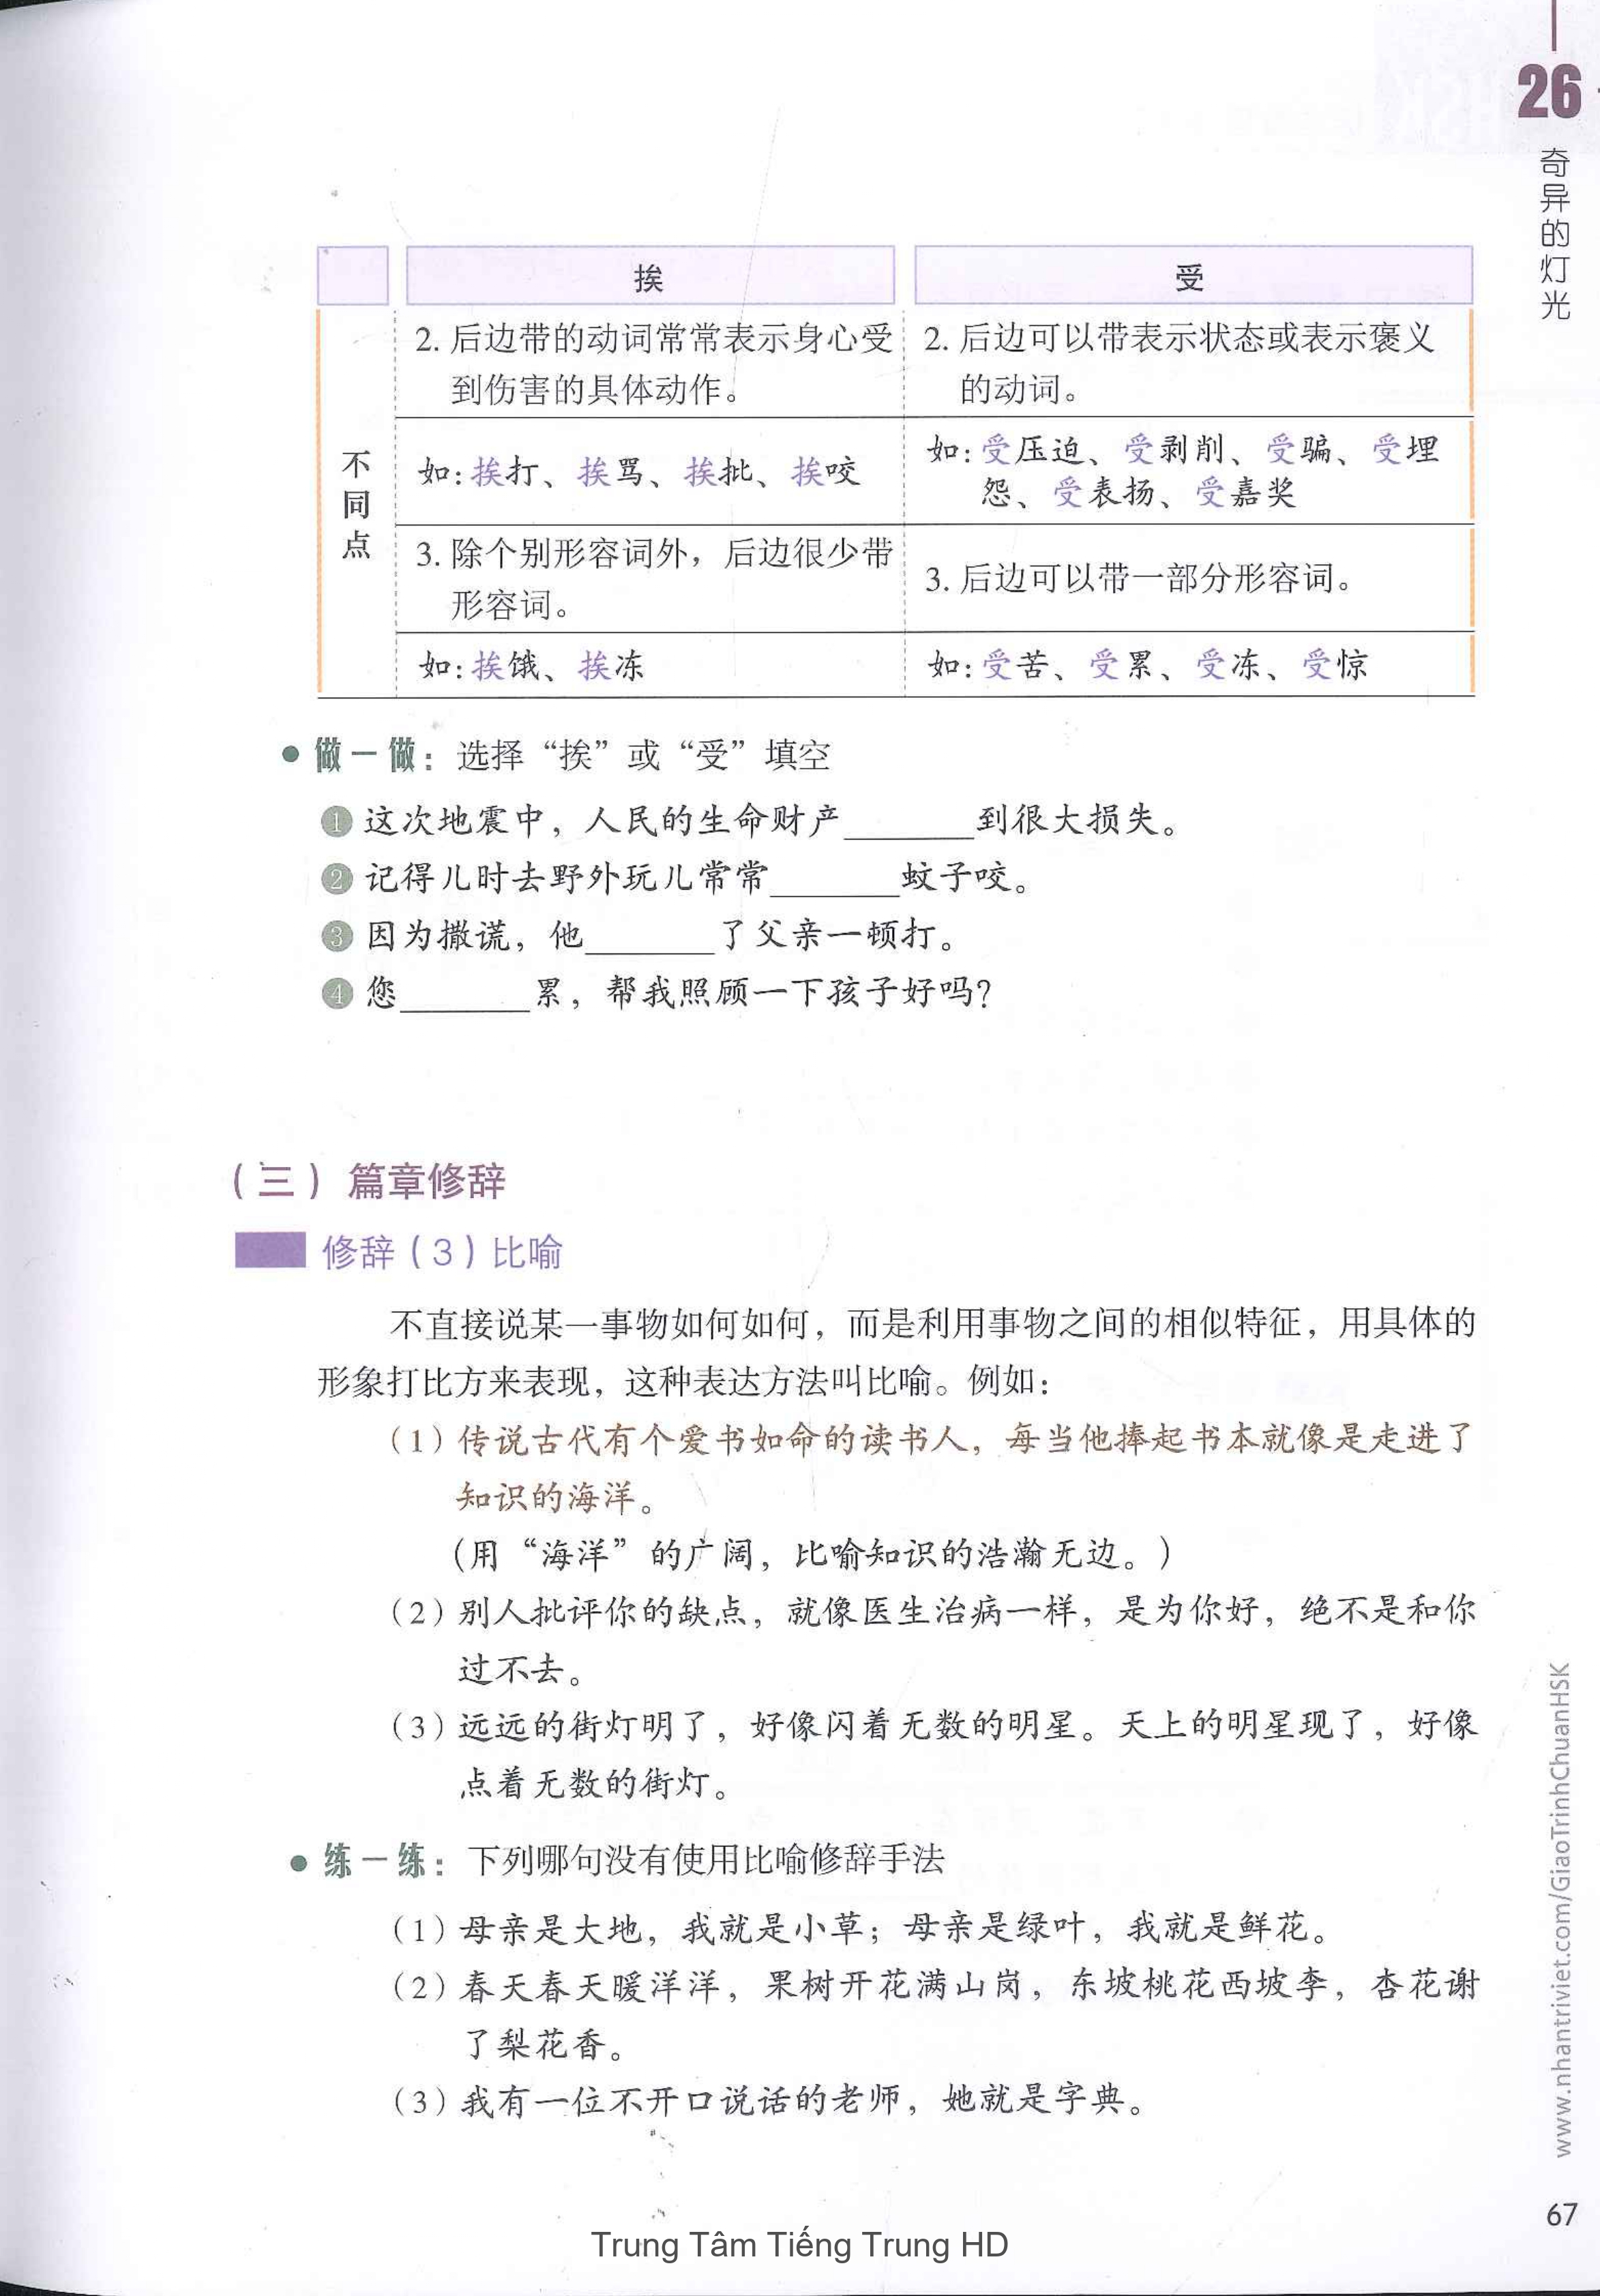 26
奇异的灯光
挨
受
不同点
2. 后边带的动词常常表示身心受
到伤害的具体动作。
2. 后边可以带表示状态或表示褒义
的动词。
如:挨打、挨骂、挨批、挨咬
如:受压迫、受剥削、受骗、受埋
怨、受表扬、受嘉奖
3. 除个别形容词外，后边很少带
形容词。
3. 后边可以带一部分形容词。
如:挨饿、挨冻
如:受苦、受累、受冻、受惊
● 做一做：选择“挨”或“受”填空
① 这次地震中，人民的生命财产______到很大损失。
② 记得儿时去野外玩儿常常______蚊子咬。
③ 因为撒谎，他______了父亲一顿打。
④ 您______累，帮我照顾一下孩子好吗？
（三）篇章修辞
修辞（3）比喻
不直接说某一事物如何如何，而是利用事物之间的相似特征，用具体的
形象打比方来表现，这种表达方法叫比喻。例如：
（1）传说古代有个爱书如命的读书人，每当他捧起书本就像是走进了
知识的海洋。
（用“海洋”的广阔，比喻知识的浩瀚无边。）
（2）别人批评你的缺点，就像医生治病一样，是为你好，绝不是和你
过不去。
（3）远远的街灯明了，好像闪着无数的明星。天上的明星现了，好像
点着无数的街灯。
● 练一练：下列哪句没有使用比喻修辞手法
（1）母亲是大地，我就是小草；母亲是绿叶，我就是鲜花。
（2）春天春天暖洋洋，果树开花满山岗，东坡桃花西坡李，杏花谢
了梨花香。
（3）我有一位不开口说话的老师，她就是字典。
www.nhantriviet.com/GiaoTrinhChuanHSK
67
Trung Tâm Tiếng Trung HD